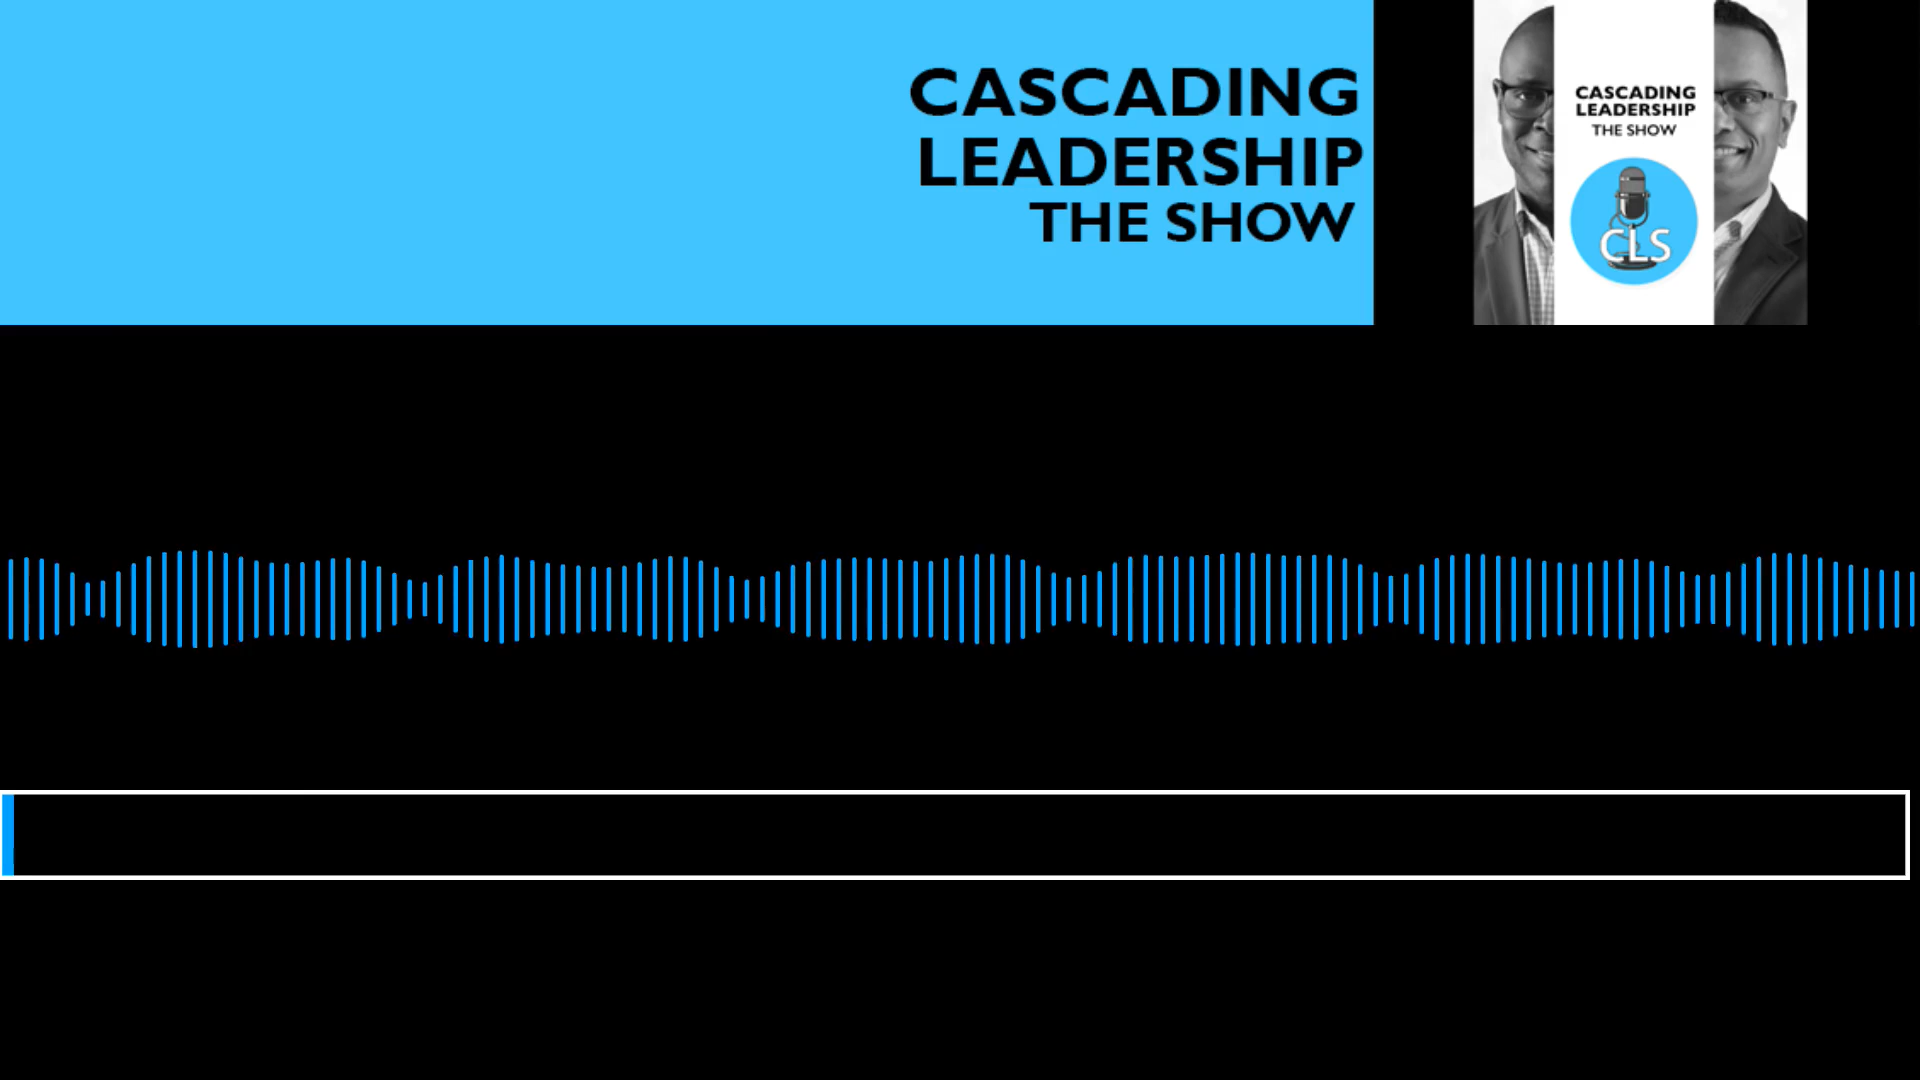 CASCADING
LEADERSHIP
THE SHOW
CASCADING
LEADERSHIP
THE SHOW
CLS